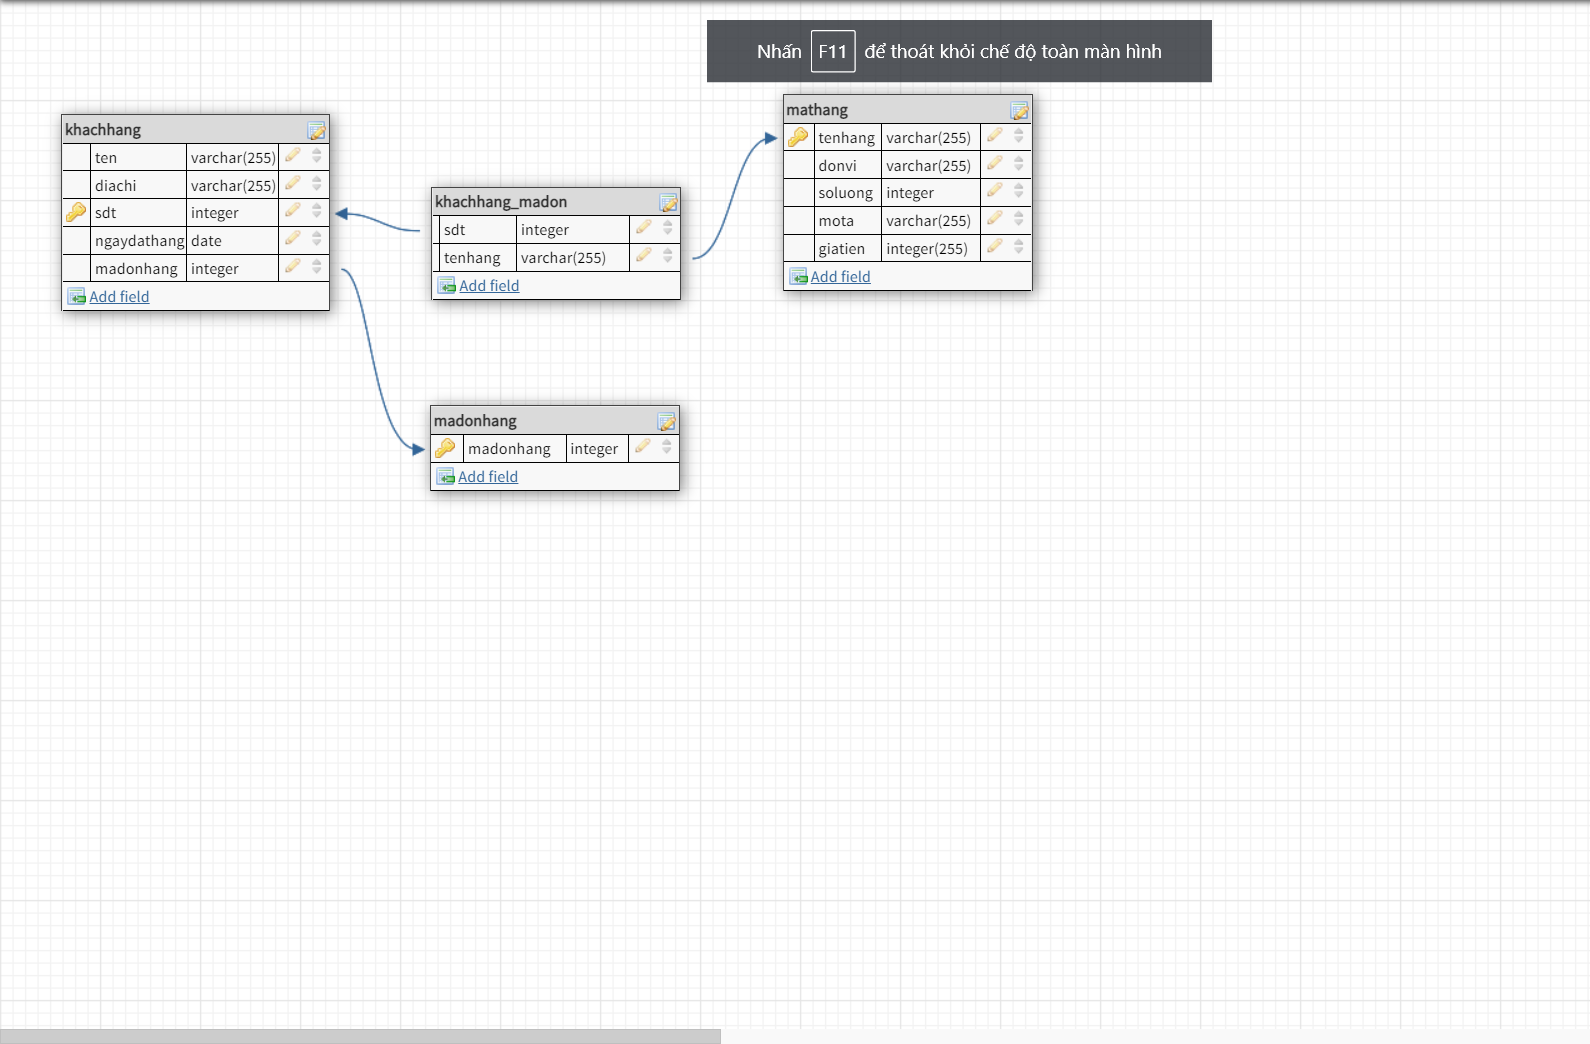 Nhấn F11 để thoát khỏi chế độ toàn màn hình
khachhang
ten varchar(255)
diachi varchar(255)
sdt integer
ngaydathang date
madonhang integer
Add field
khachhang_madon
sdt integer
tenhang varchar(255)
Add field
mathang
tenhang varchar(255)
donvi varchar(255)
soluong integer
mota varchar(255)
giatien integer(255)
Add field
madonhang
madonhang integer
Add field